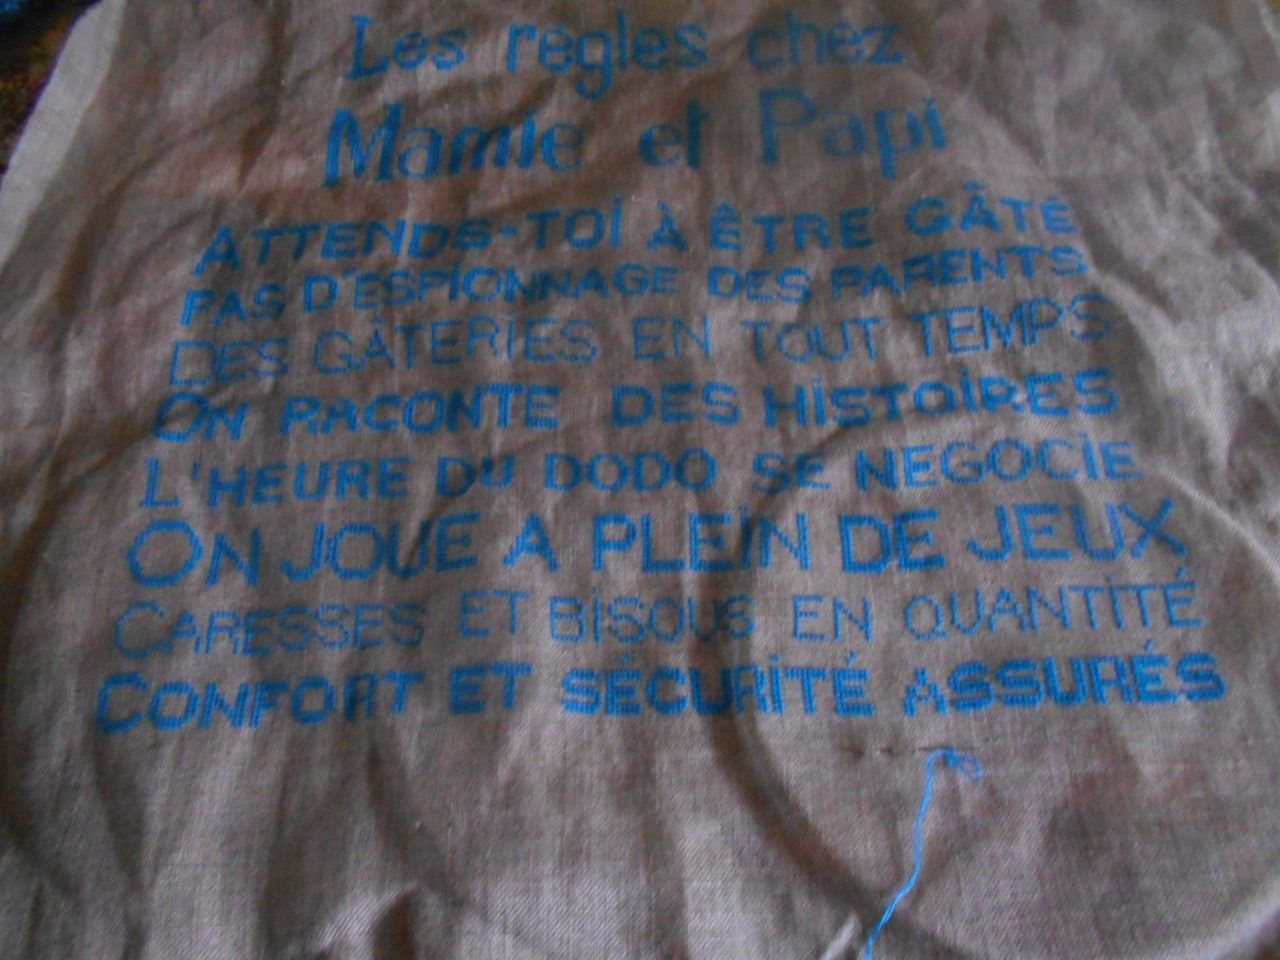 Les règles chez
Mamie et Papi
ATTENDS-TOI À ÊTRE GÂTÉ
PAS D'ESPIONNAGE DES PARENTS
DES GÂTERIES EN TOUT TEMPS
ON RACONTE DES HISTOIRES
L'HEURE DU DODO SE NEGOCIE
ON JOUE A PLEIN DE JEUX
CARESSES ET BISOUS EN QUANTITÉ
CONFORT ET SÉCURITÉ ASSURÉS